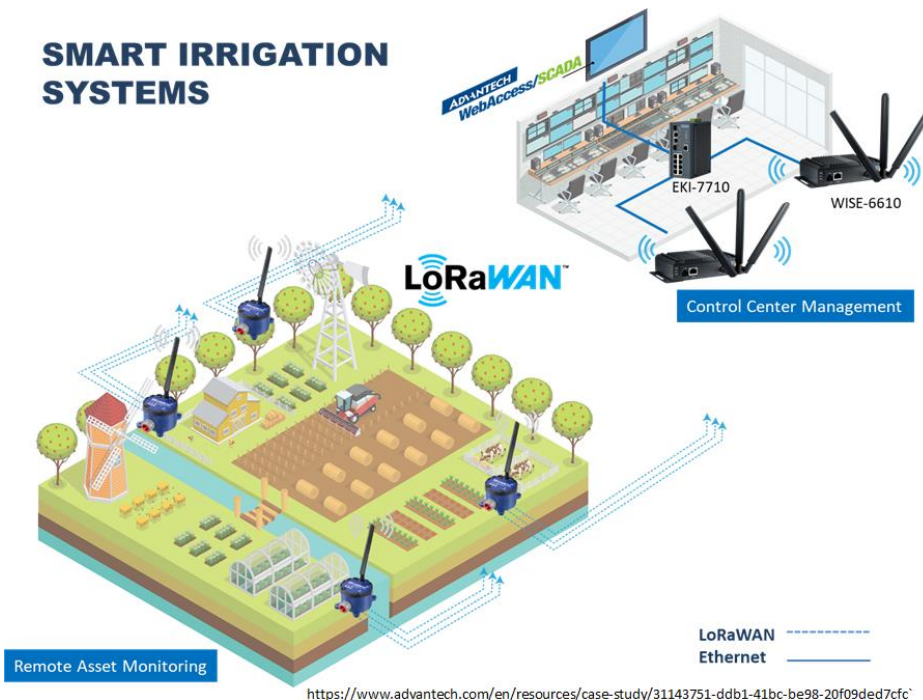 SMART IRRIGATION
SYSTEMS
ADVANTECH
WebAccess/SCADA
EKI-7710
WISE-6610
LoRaWAN™
Control Center Management
Remote Asset Monitoring
LoRaWAN
Ethernet
https://www.advantech.com/en/resources/case-study/31143751-ddb1-41bc-be98-20f09ded7cfc